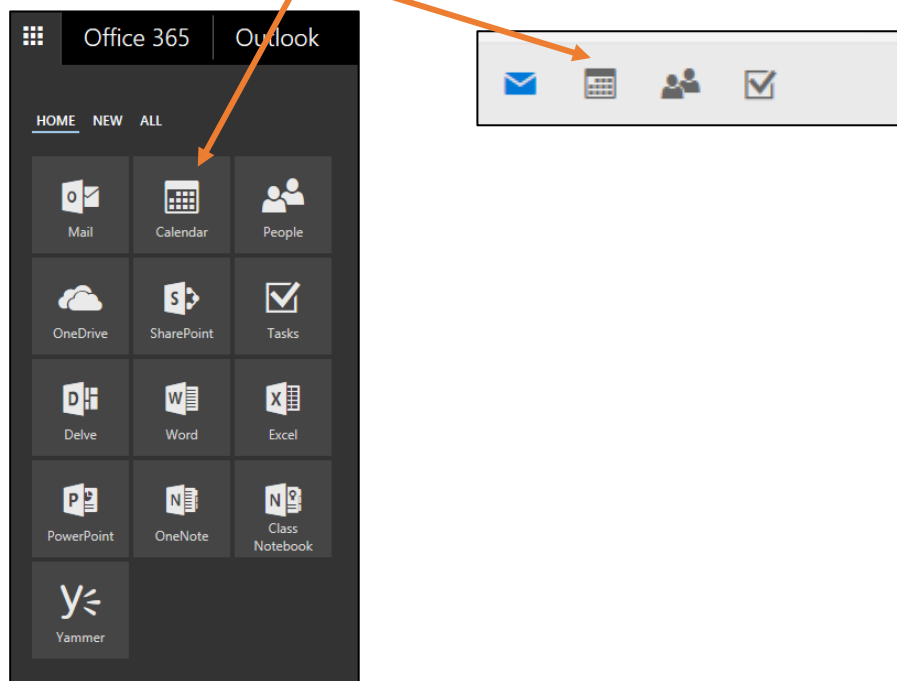 Office 365 Outlook
HOME NEW ALL
Mail Calendar People
OneDrive SharePoint Tasks
Delve Word Excel
PowerPoint OneNote Class Notebook
Yammer